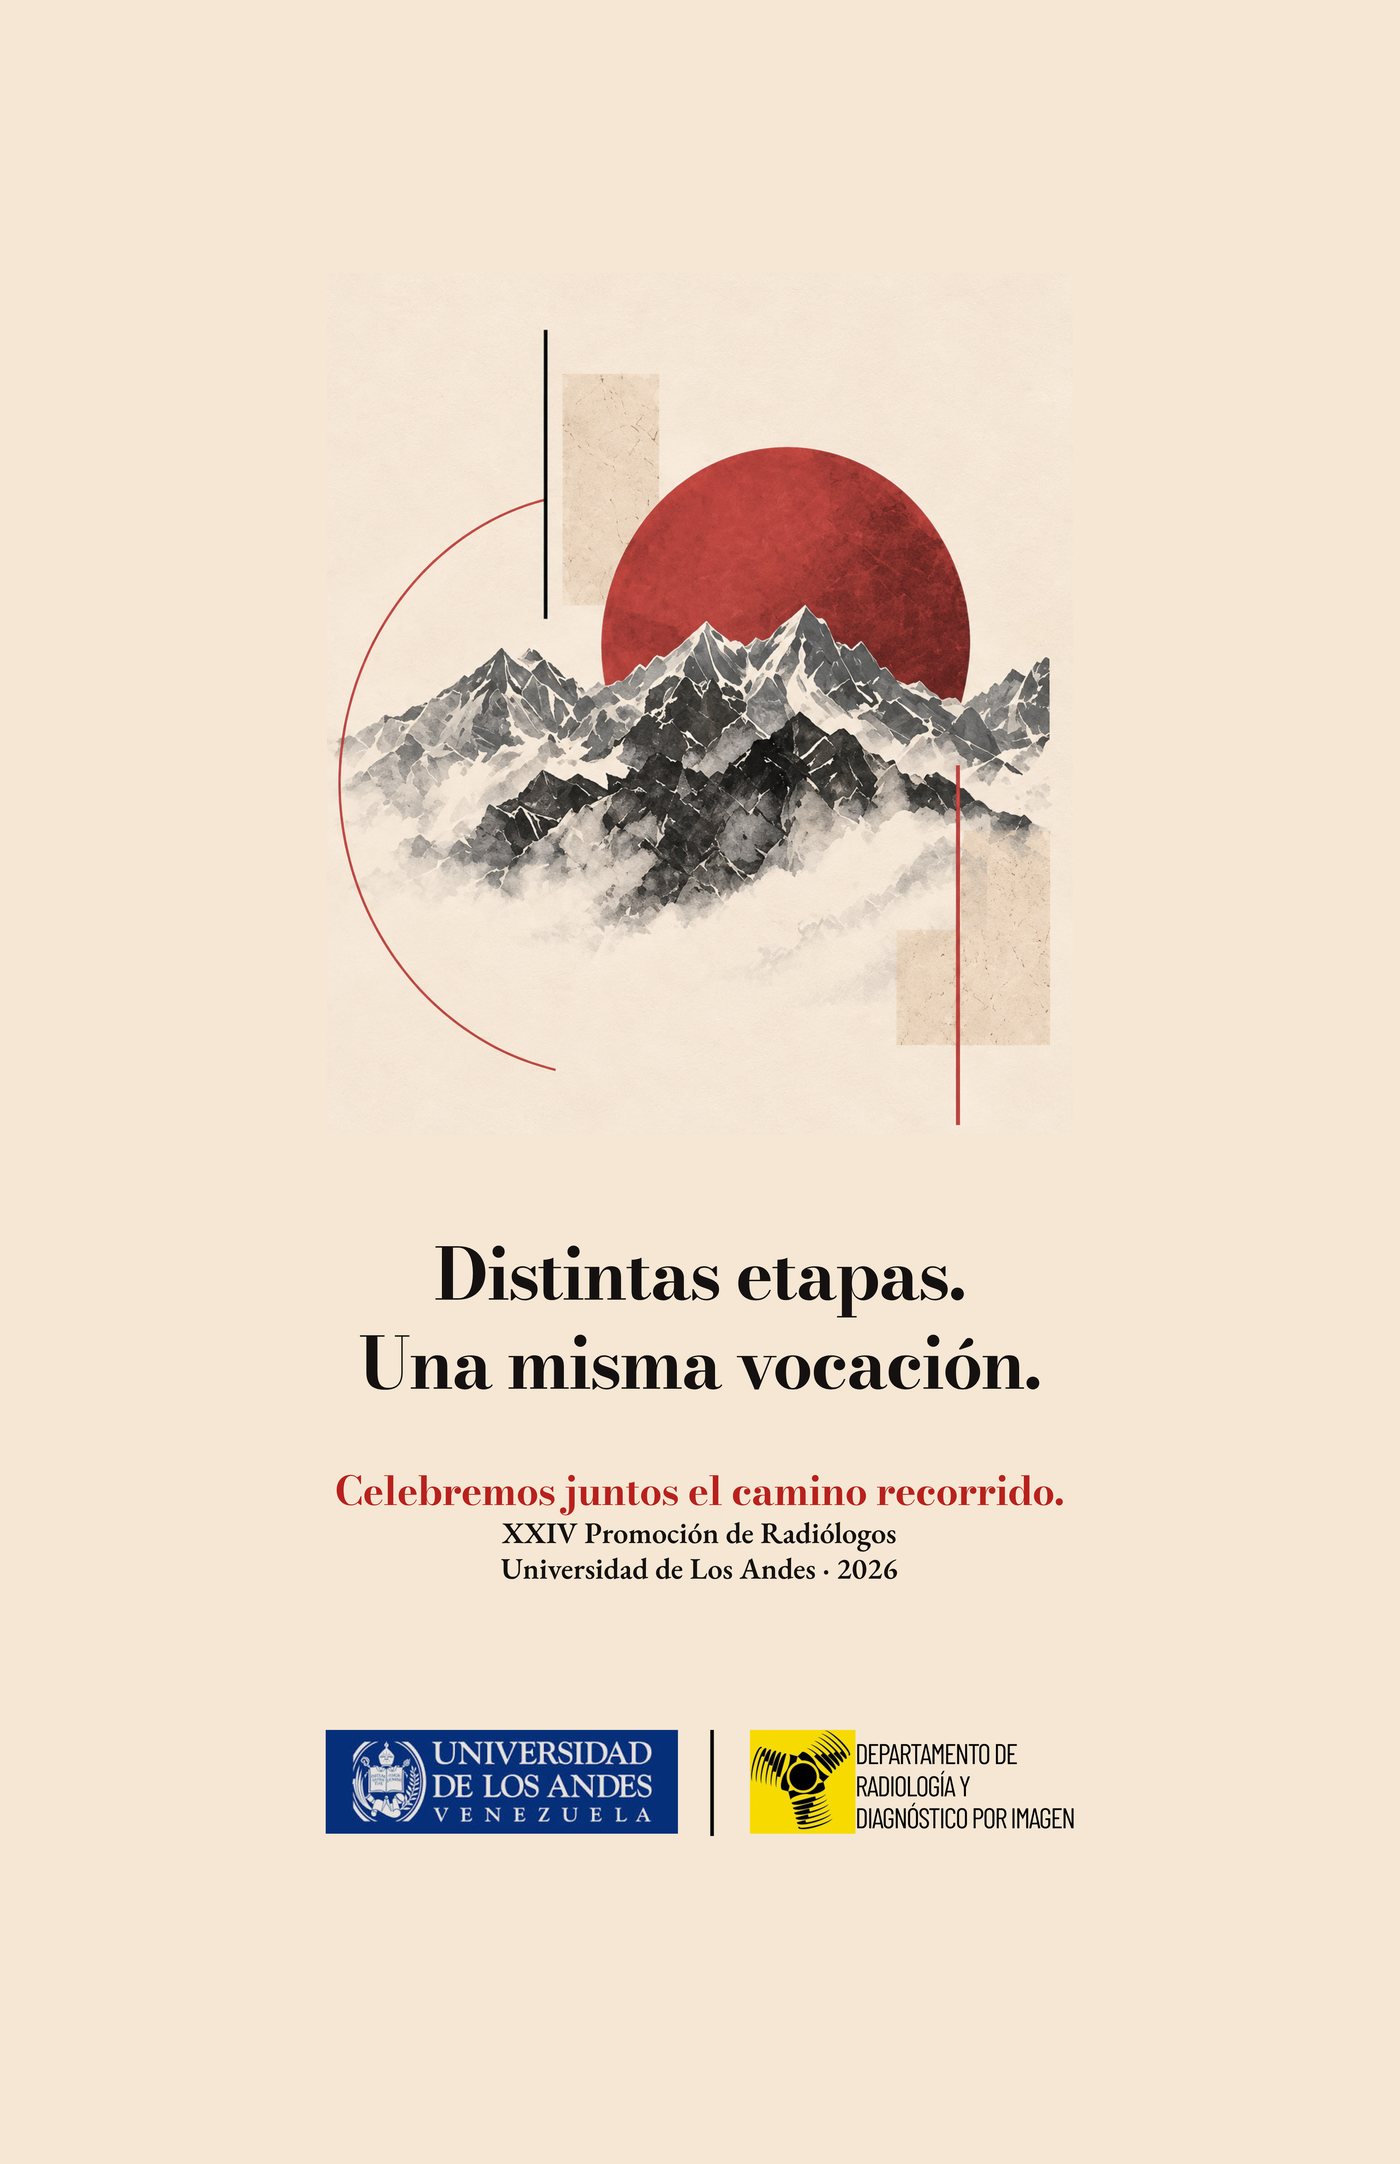 Distintas etapas.
Una misma vocación.
Celebremos juntos el camino recorrido.
XXIV Promoción de Radiólogos
Universidad de Los Andes · 2026
UNIVERSIDAD
DE LOS ANDES
VENEZUELA
DEPARTAMENTO DE
RADIOLOGÍA Y
DIAGNÓSTICO POR IMAGEN